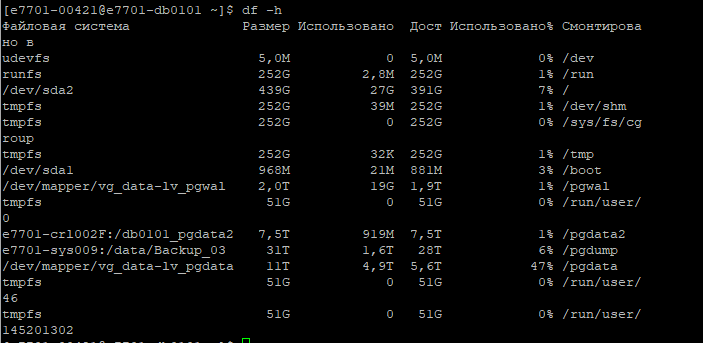 [e7701-00421@e7701-db0101 ~]$ df -h
Файловая система Размер Использовано Дост Использовано% Смонтирова
но в
udevfs 5,0M 0 5,0M 0% /dev
runfs 252G 2,8M 252G 1% /run
/dev/sda2 439G 27G 391G 7% /
tmpfs 252G 39M 252G 1% /dev/shm
tmpfs 252G 0 252G 0% /sys/fs/cg
roup
tmpfs 252G 32K 252G 1% /tmp
/dev/sda1 968M 21M 881M 3% /boot
/dev/mapper/vg_data-lv_pgwal 2,0T 19G 1,9T 1% /pgwal
tmpfs 51G 0 51G 0% /run/user/
0
e7701-cr1002F:/db0101_pgdata2 7,5T 919M 7,5T 1% /pgdata2
e7701-sys009:/data/Backup_03 31T 1,6T 28T 6% /pgdump
/dev/mapper/vg_data-lv_pgdata 11T 4,9T 5,6T 47% /pgdata
tmpfs 51G 0 51G 0% /run/user/
46
tmpfs 51G 0 51G 0% /run/user/
145201302